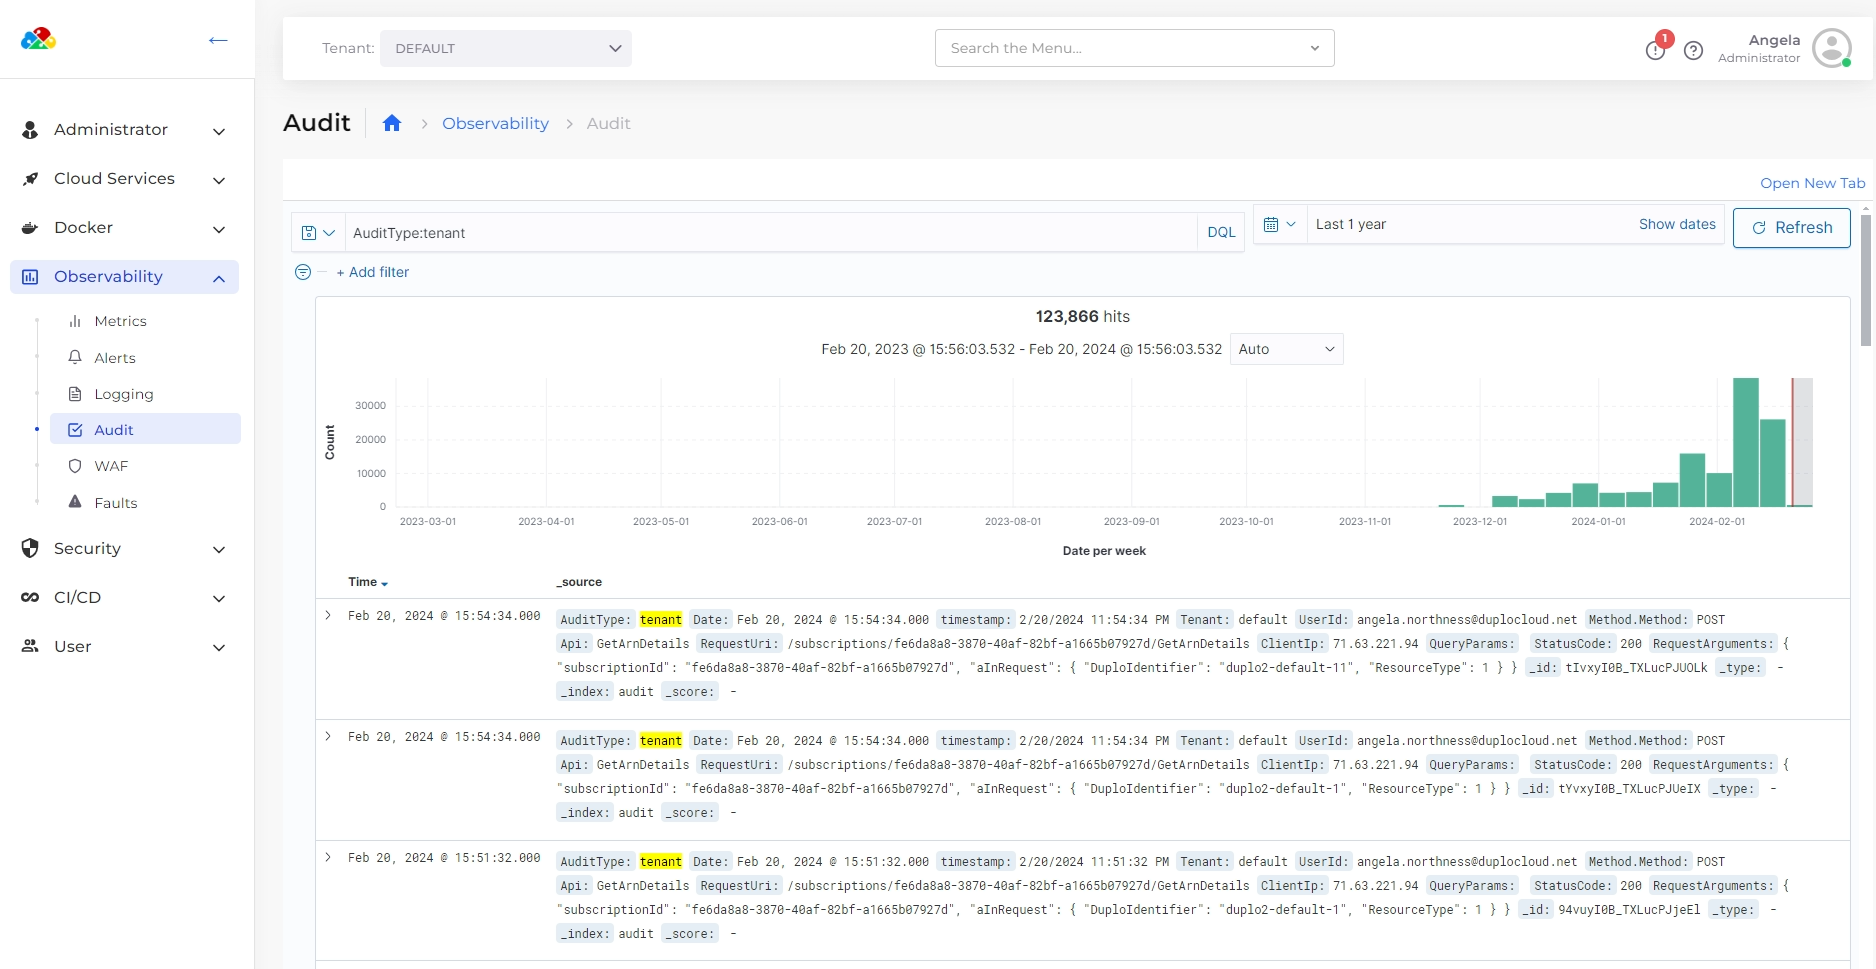 Tenant: DEFAULT
Search the Menu...
1
Angela
Administrator
Administrator
Cloud Services
Docker
Observability
Metrics
Alerts
Logging
Audit
WAF
Faults
Security
CI/CD
User
Audit
Observability
Audit
Open New Tab
AuditType:tenant
DQL
Last 1 year
Show dates
Refresh
+ Add filter
123,866 hits
Feb 20, 2023 @ 15:56:03.532 - Feb 20, 2024 @ 15:56:03.532
Auto
Count
30000
20000
10000
0
2023-03-01 2023-04-01 2023-05-01 2023-06-01 2023-07-01 2023-08-01 2023-09-01 2023-10-01 2023-11-01 2023-12-01 2024-01-01 2024-02-01
Date per week
Time _source
Feb 20, 2024 @ 15:54:34.000 AuditType: tenant Date: Feb 20, 2024 @ 15:54:34.000 timestamp: 2/20/2024 11:54:34 PM Tenant: default UserId: angela.northness@duplocloud.net Method.Method: POST
Api: GetArnDetails RequestUri: /subscriptions/fe6da8a8-3870-40af-82bf-a1665b07927d/GetArnDetails ClientIp: 71.63.221.94 QueryParams: StatusCode: 200 RequestArguments: {
"subscriptionId": "fe6da8a8-3870-40af-82bf-a1665b07927d", "aInRequest": { "DuploIdentifier": "duplo2-default-11", "ResourceType": 1 } } _id: tIvxyI0B_TXLucPJUOLk _type: -
_index: audit _score: -
Feb 20, 2024 @ 15:54:34.000 AuditType: tenant Date: Feb 20, 2024 @ 15:54:34.000 timestamp: 2/20/2024 11:54:34 PM Tenant: default UserId: angela.northness@duplocloud.net Method.Method: POST
Api: GetArnDetails RequestUri: /subscriptions/fe6da8a8-3870-40af-82bf-a1665b07927d/GetArnDetails ClientIp: 71.63.221.94 QueryParams: StatusCode: 200 RequestArguments: {
"subscriptionId": "fe6da8a8-3870-40af-82bf-a1665b07927d", "aInRequest": { "DuploIdentifier": "duplo2-default-1", "ResourceType": 1 } } _id: tYvxyI0B_TXLucPJUeIX _type: -
_index: audit _score: -
Feb 20, 2024 @ 15:51:32.000 AuditType: tenant Date: Feb 20, 2024 @ 15:51:32.000 timestamp: 2/20/2024 11:51:32 PM Tenant: default UserId: angela.northness@duplocloud.net Method.Method: POST
Api: GetArnDetails RequestUri: /subscriptions/fe6da8a8-3870-40af-82bf-a1665b07927d/GetArnDetails ClientIp: 71.63.221.94 QueryParams: StatusCode: 200 RequestArguments: {
"subscriptionId": "fe6da8a8-3870-40af-82bf-a1665b07927d", "aInRequest": { "DuploIdentifier": "duplo2-default-1", "ResourceType": 1 } } _id: 94vuyI0B_TXLucPJjeEl _type: -
_index: audit _score: -